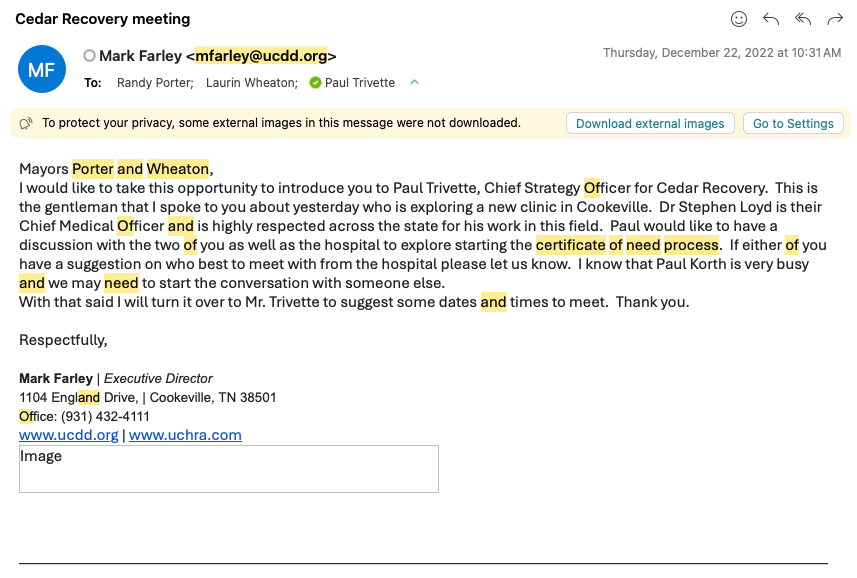 Cedar Recovery meeting
MF
Mark Farley <mfarley@ucdd.org>
Thursday, December 22, 2022 at 10:31 AM
To: Randy Porter; Laurin Wheaton; Paul Trivette
To protect your privacy, some external images in this message were not downloaded.
Download external images
Go to Settings
Mayors Porter and Wheaton,
I would like to take this opportunity to introduce you to Paul Trivette, Chief Strategy Officer for Cedar Recovery.  This is
the gentleman that I spoke to you about yesterday who is exploring a new clinic in Cookeville.  Dr Stephen Loyd is their
Chief Medical Officer and is highly respected across the state for his work in this field.  Paul would like to have a
discussion with the two of you as well as the hospital to explore starting the certificate of need process.  If either of you
have a suggestion on who best to meet with from the hospital please let us know.  I know that Paul Korth is very busy
and we may need to start the conversation with someone else.
With that said I will turn it over to Mr. Trivette to suggest some dates and times to meet.  Thank you.
Respectfully,
Mark Farley | Executive Director
1104 England Drive, | Cookeville, TN 38501
Office: (931) 432-4111
www.ucdd.org | www.uchra.com
Image